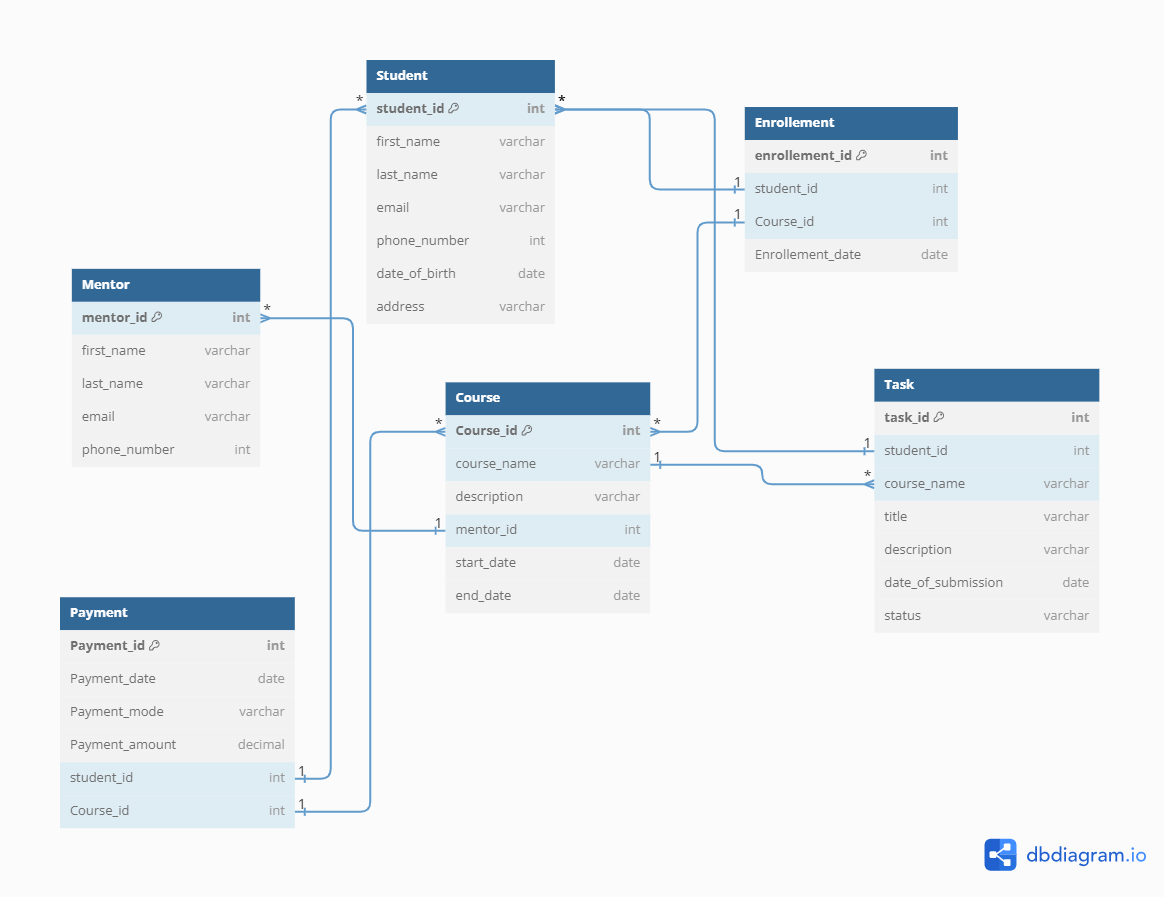 Student
* student_id int *
first_name varchar
last_name varchar
email varchar
phone_number int
date_of_birth date
address varchar
Enrollement
enrollement_id int
1 student_id int
1 Course_id int
Enrollement_date date
Mentor
mentor_id int *
first_name varchar
last_name varchar
email varchar
phone_number int
Course
* Course_id int *
course_name varchar 1
description varchar
1 mentor_id int
start_date date
end_date date
Task
task_id int
1 student_id int
* course_name varchar
title varchar
description varchar
date_of_submission date
status varchar
Payment
Payment_id int
Payment_date date
Payment_mode varchar
Payment_amount decimal
student_id int 1
Course_id int 1
dbdiagram.io